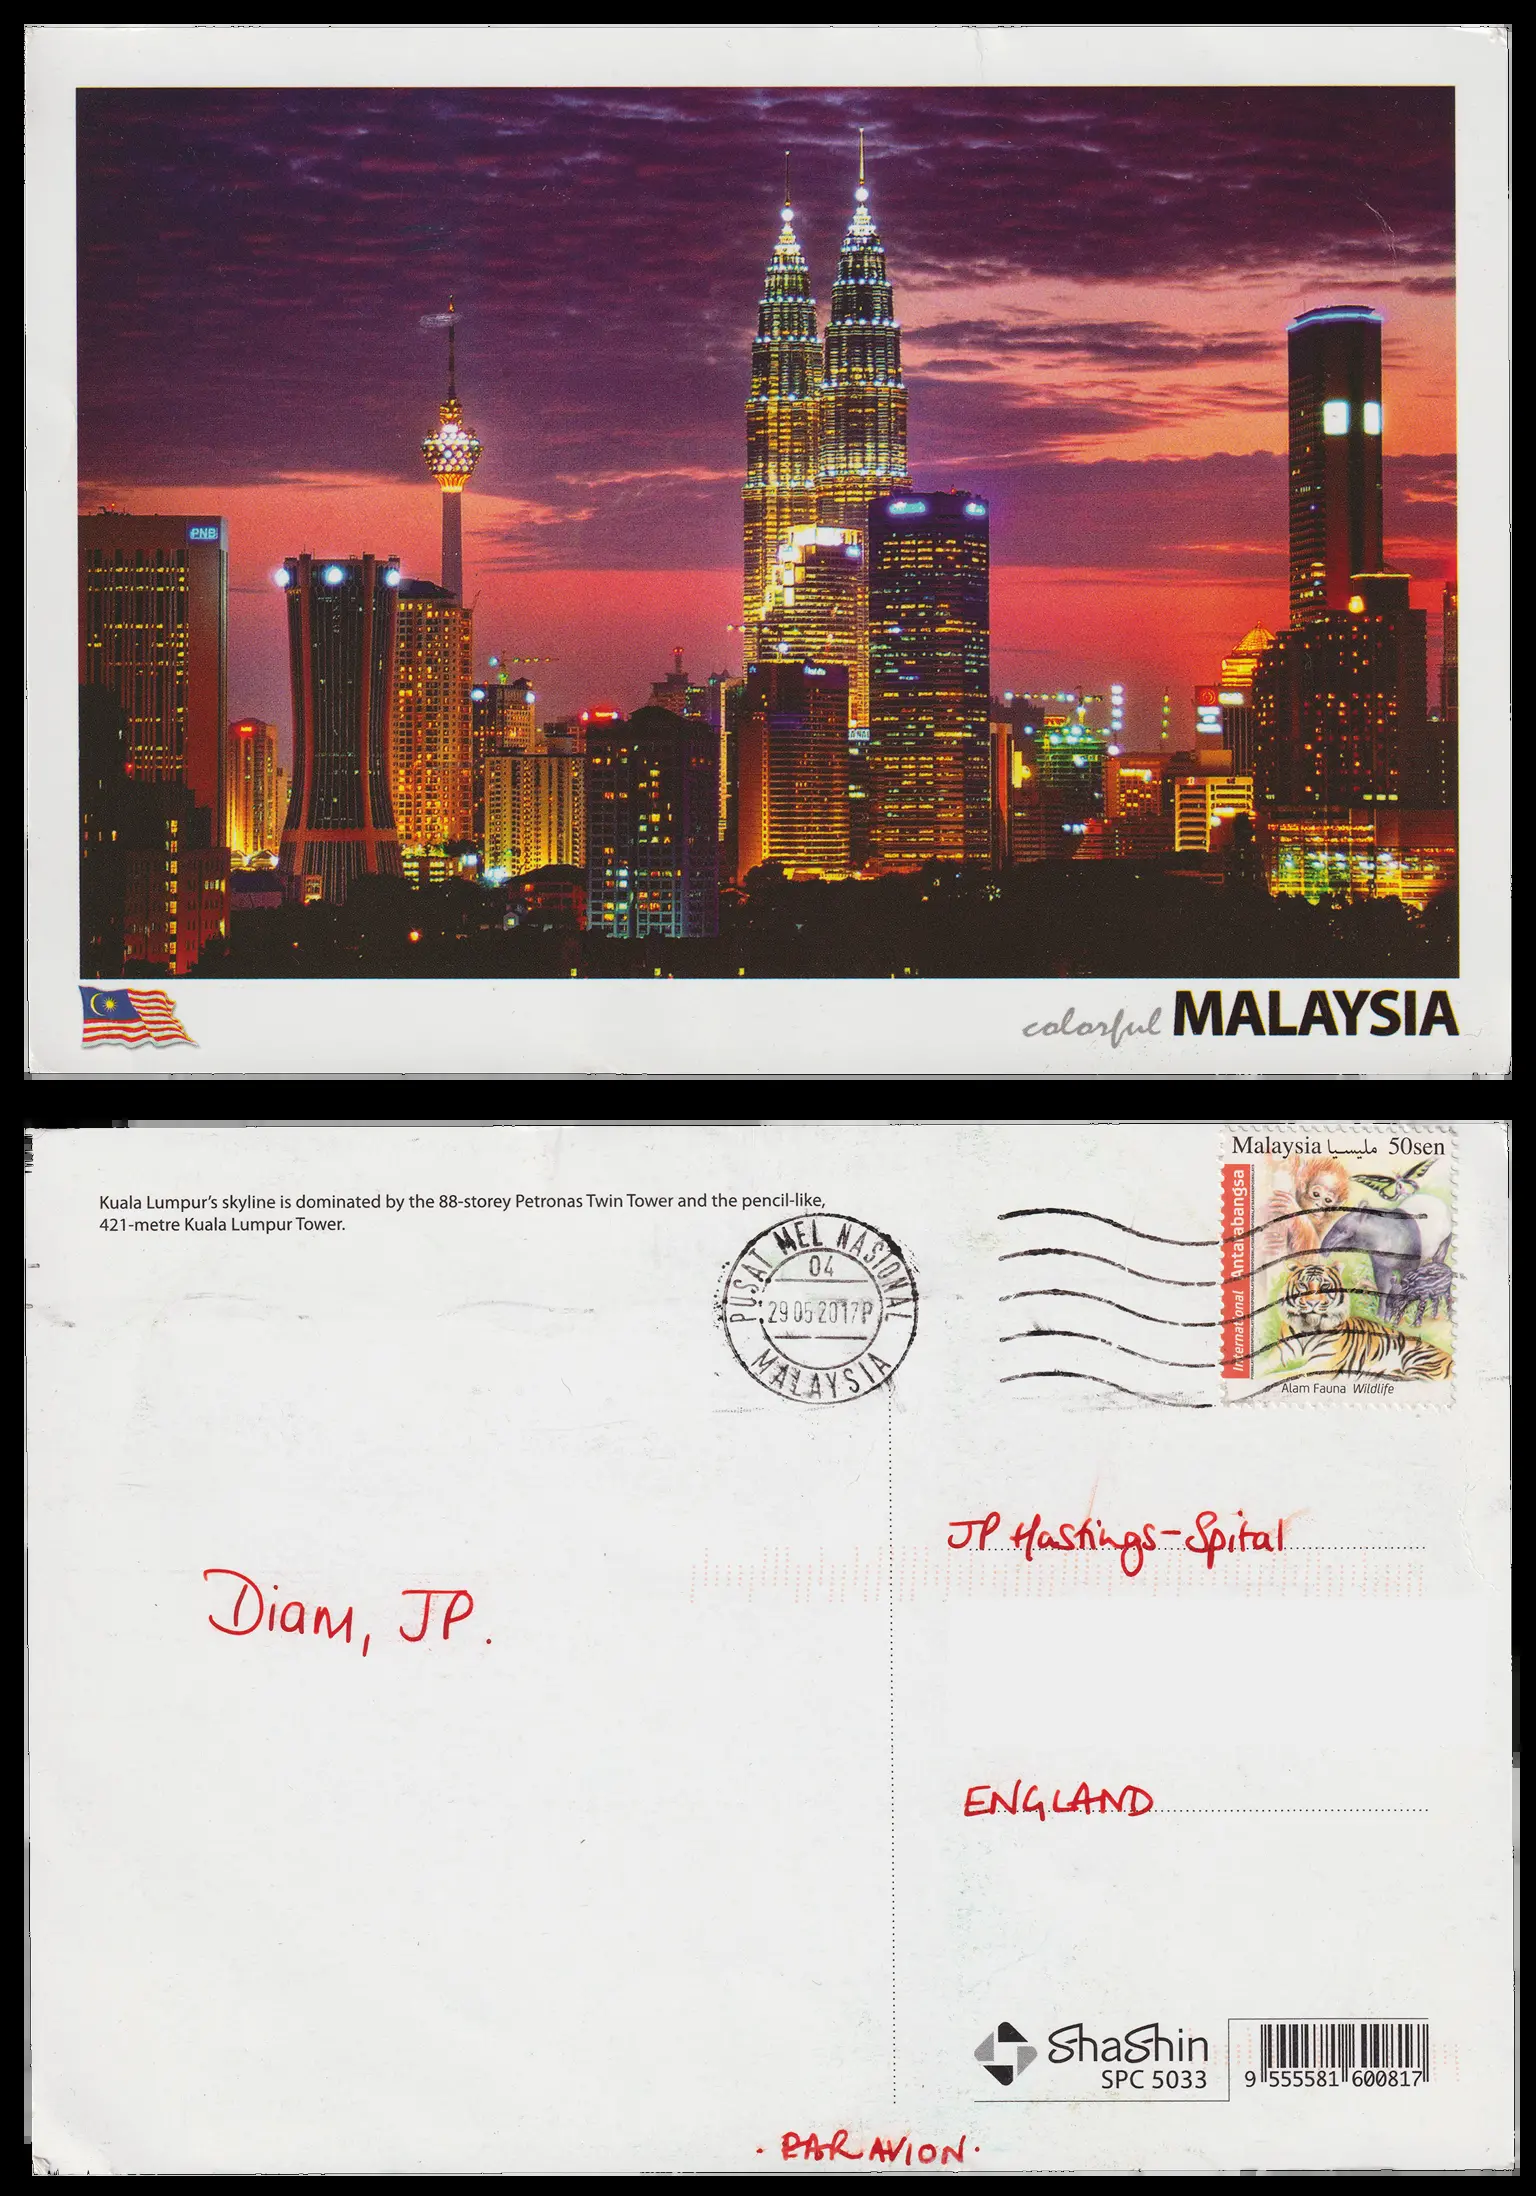 PNB
colorful MALAYSIA
Kuala Lumpur's skyline is dominated by the 88-storey Petronas Twin Tower and the pencil-like,
421-metre Kuala Lumpur Tower.
PUSAT MEL NASIONAL
04
29 05 2017 P
MALAYSIA
Malaysia مليسيا 50sen
International Antarabangsa
Alam Fauna Wildlife
JP Hastings-Spital
Diam, JP.
ENGLAND
ShaShin
SPC 5033
9 555581 600817
· PAR AVION ·